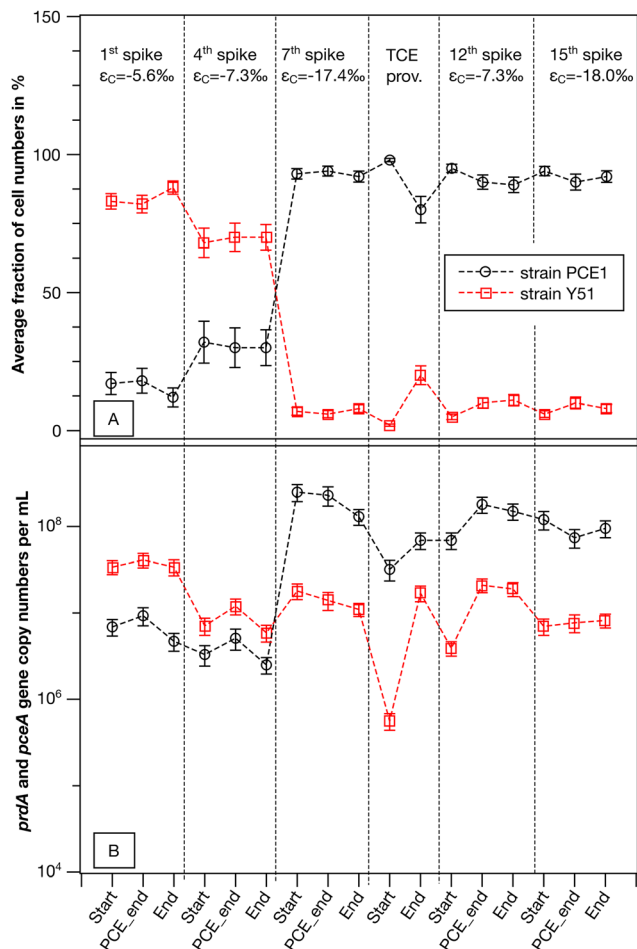 150
1st spike 4th spike 7th spike TCE 12th spike 15th spike
εC=-5.6‰ εC=-7.3‰ εC=-17.4‰ prov. εC=-7.3‰ εC=-18.0‰
100
50
0
Average fraction of cell numbers in %
strain PCE1
strain Y51
A
10^8
10^6
10^4
prdA and pceA gene copy numbers per mL
B
Start PCE_end End Start PCE_end End Start PCE_end End Start End Start PCE_end End Start PCE_end End